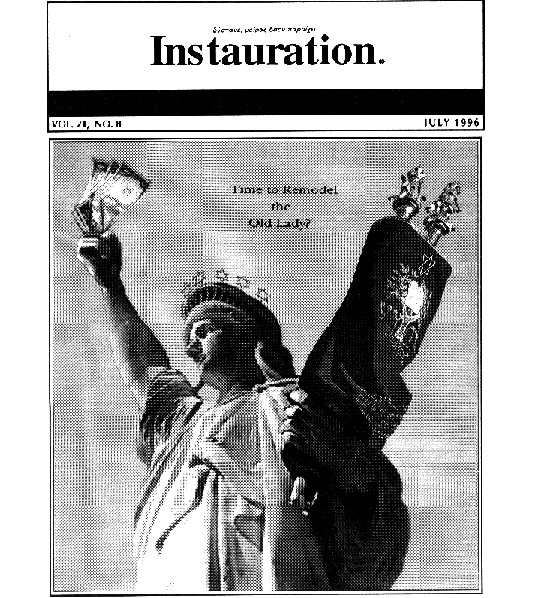 Instauration.
VOL. 21, NO. 8
JULY 1996
Time to Remodel
the
Old Lady?